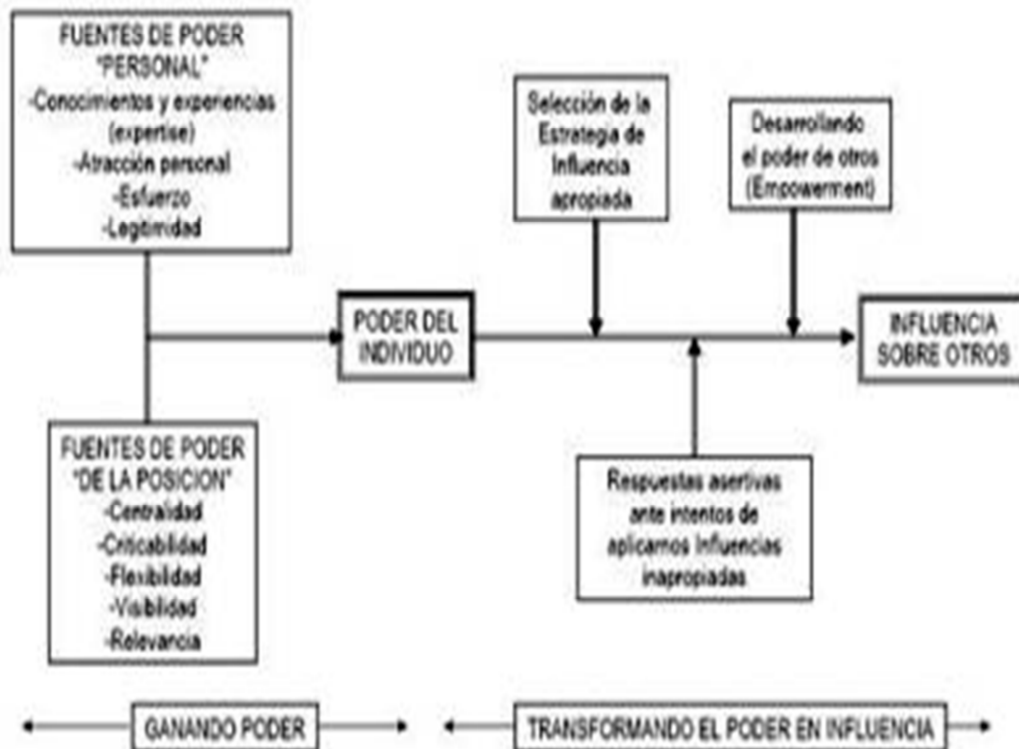 FUENTES DE PODER
"PERSONAL"
-Conocimientos y experiencias
(expertise)
-Atracción personal
-Esfuerzo
-Legitimidad
Selección de la
Estrategia de
Influencia
apropiada
Desarrollando
el poder de otros
(Empowerment)
PODER DEL
INDIVIDUO
INFLUENCIA
SOBRE OTROS
FUENTES DE PODER
"DE LA POSICION"
-Centralidad
-Criticabilidad
-Flexibilidad
-Visibilidad
-Relevancia
Respuestas asertivas
ante intentos de
aplicarnos Influencias
inapropiadas
GANANDO PODER
TRANSFORMANDO EL PODER EN INFLUENCIA